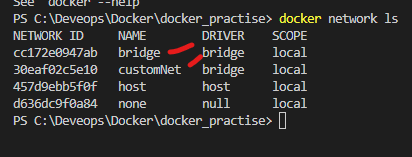 See 'docker --help'
PS C:\Deveops\Docker\docker_practise> docker network ls
NETWORK ID     NAME        DRIVER    SCOPE
cc172e0947ab   bridge      bridge    local
30eaf02c5e10   customNet   bridge    local
457d9ebb5f0f   host        host      local
d636dc9f0a84   none        null      local
PS C:\Deveops\Docker\docker_practise>